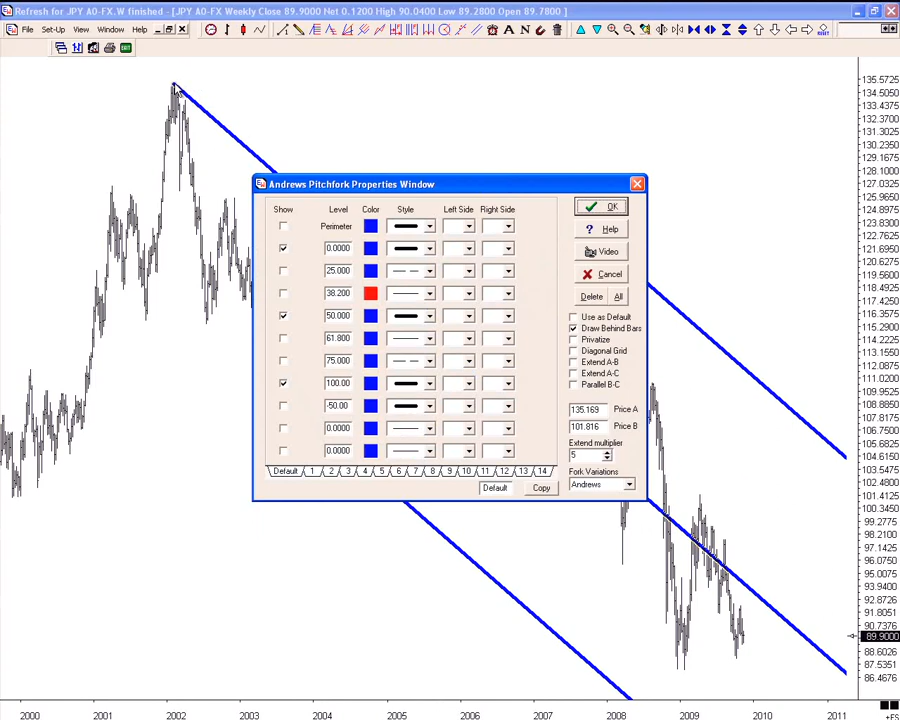 Refresh for JPY A0-FX.W finished - [JPY A0-FX Weekly Close 89.9000 Net 0.1200 High 90.0400 Low 89.2800 Open 89.7800 ]
File Set-Up View Window Help
Andrews Pitchfork Properties Window
Show Level Color Style Left Side Right Side
Perimeter
0.0000
25.000
38.200
50.000
61.800
75.000
100.00
-50.00
0.0000
0.0000
Default 1 2 3 4 5 6 7 8 9 10 11 12 13 14
Default Copy
OK
Help
Video
Cancel
Delete All
Use as Default
Draw Behind Bars
Privatize
Diagonal Grid
Extend A-B
Extend A-C
Parallel B-C
135.169 Price A
101.816 Price B
Extend multiplier
5
Fork Variations
Andrews
135.5725
134.5050
133.4375
132.3700
131.3025
130.2350
129.1675
128.1000
127.0325
125.9650
124.8975
123.8300
122.7625
121.6950
120.6275
119.5600
118.4925
117.4250
116.3575
115.2900
114.2225
113.1550
112.0875
111.0200
109.9525
108.8850
107.8175
106.7500
105.6825
104.6150
103.5475
102.4800
101.4125
100.3450
99.2775
98.2100
97.1425
96.0750
95.0075
93.9400
92.8725
91.8051
90.7376
89.9000
88.6026
87.5351
86.4676
2000 2001 2002 2003 2004 2005 2006 2007 2008 2009 2010 2011
+FS